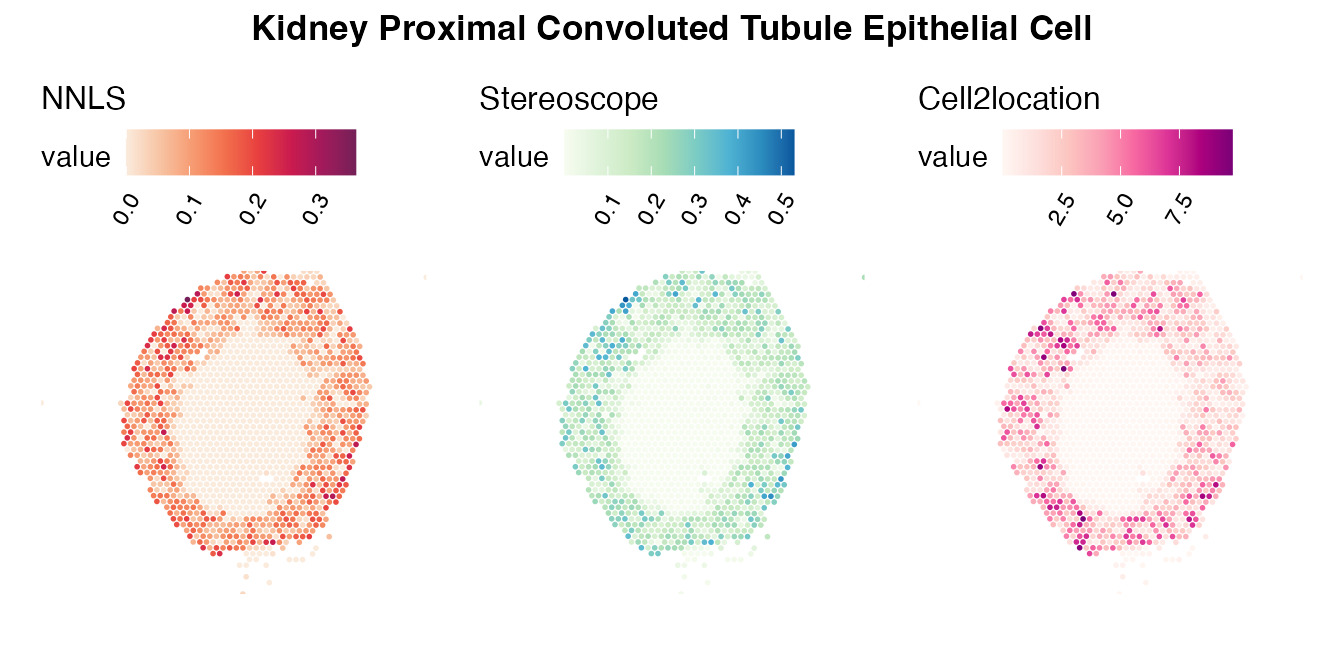 Kidney Proximal Convoluted Tubule Epithelial Cell
NNLS
value
0.0 0.1 0.2 0.3
Stereoscope
value
0.1 0.2 0.3 0.4 0.5
Cell2location
value
2.5 5.0 7.5